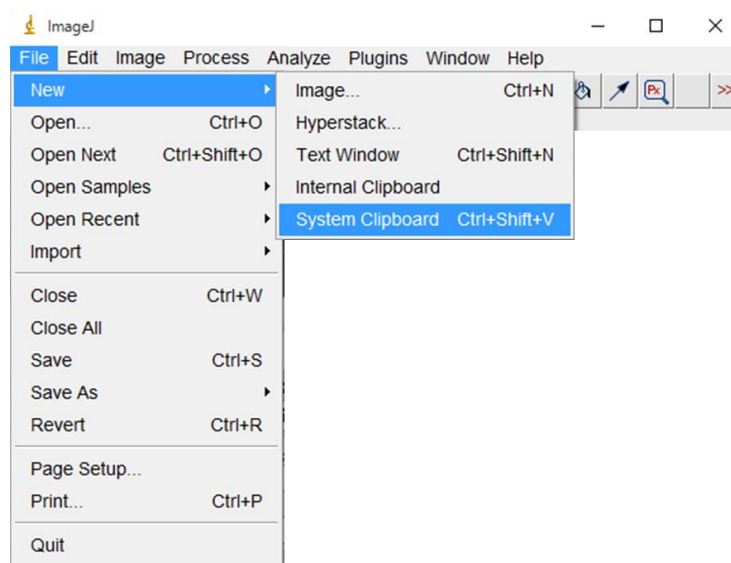 ImageJ
File Edit Image Process Analyze Plugins Window Help
New
Image... Ctrl+N
>>
Open... Ctrl+O
Hyperstack...
Open Next Ctrl+Shift+O
Text Window Ctrl+Shift+N
Open Samples
Internal Clipboard
Open Recent
System Clipboard Ctrl+Shift+V
Import
Close Ctrl+W
Close All
Save Ctrl+S
Save As
Revert Ctrl+R
Page Setup...
Print... Ctrl+P
Quit